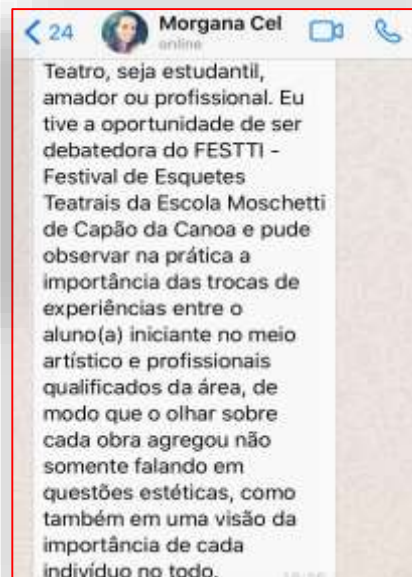 24
Morgana Cel
online
Teatro, seja estudantil,
amador ou profissional. Eu
tive a oportunidade de ser
debatedora do FESTTI -
Festival de Esquetes
Teatrais da Escola Moschetti
de Capão da Canoa e pude
observar na prática a
importância das trocas de
experiências entre o
aluno(a) iniciante no meio
artístico e profissionais
qualificados da área, de
modo que o olhar sobre
cada obra agregou não
somente falando em
questões estéticas, como
também em uma visão da
importância de cada
indivíduo no todo.